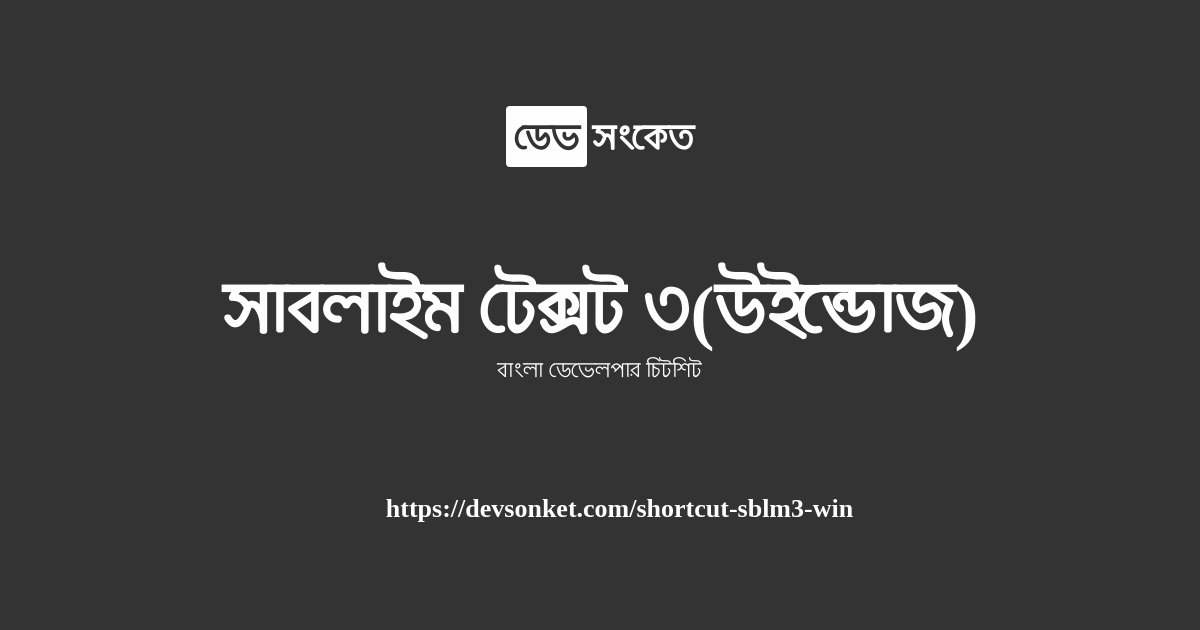 ডেভ সংকেত
সাবলাইম টেক্সট ৩(উইন্ডোজ)
বাংলা ডেভেলপার চিটশিট
https://devsonket.com/shortcut-sblm3-win